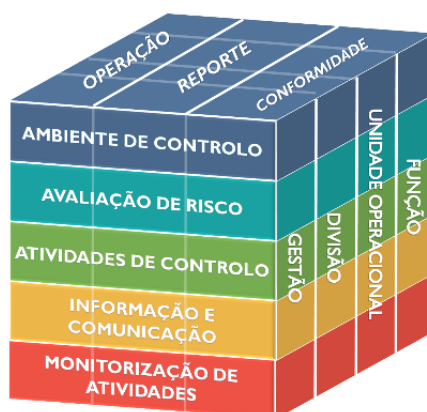 OPERAÇÃO
REPORTE
CONFORMIDADE
AMBIENTE DE CONTROLO
AVALIAÇÃO DE RISCO
ATIVIDADES DE CONTROLO
INFORMAÇÃO E
COMUNICAÇÃO
MONITORIZAÇÃO DE
ATIVIDADES
GESTÃO
DIVISÃO
UNIDADE OPERACIONAL
FUNÇÃO